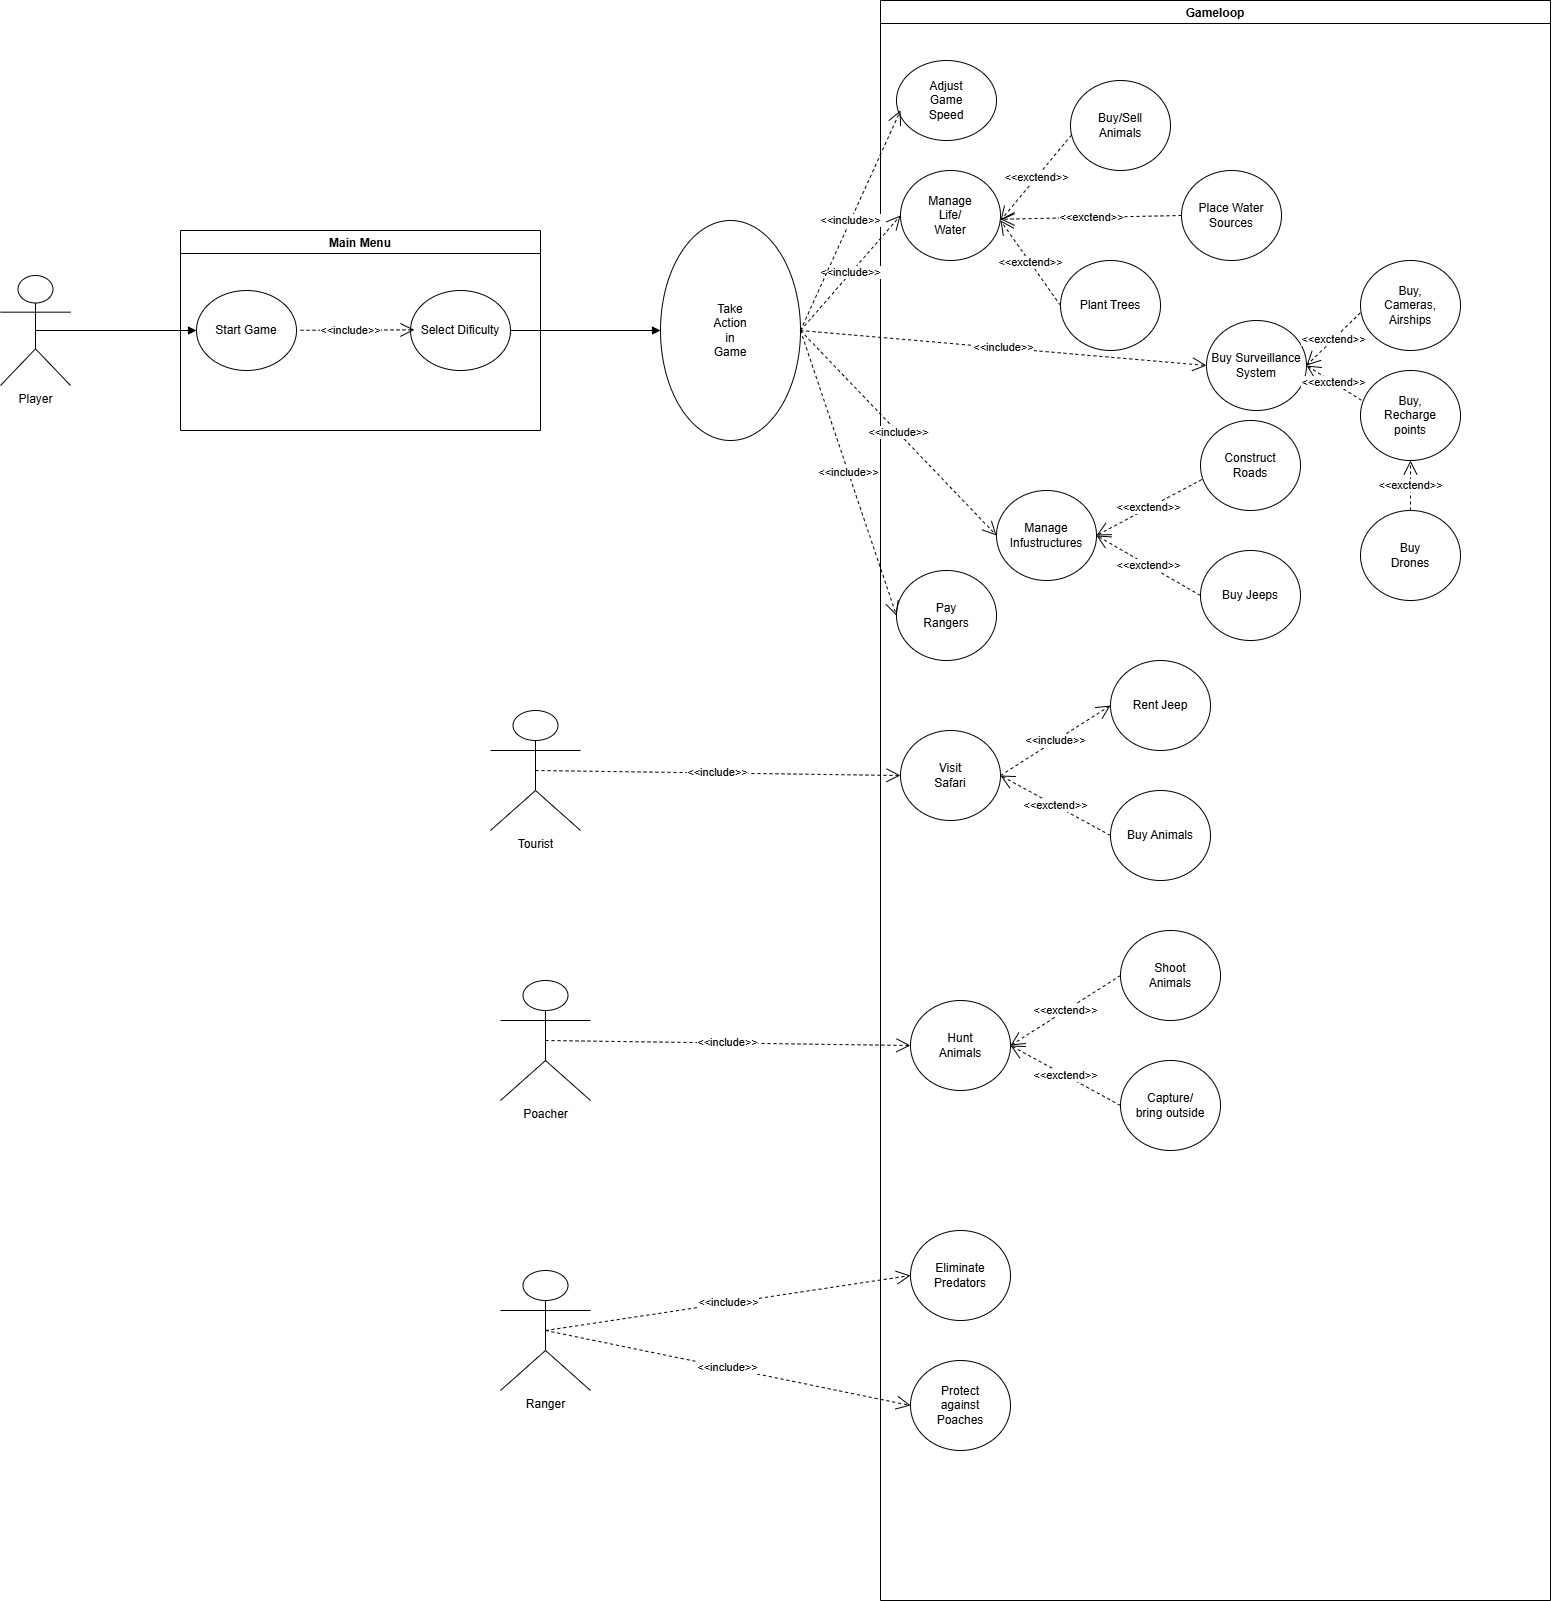 Gameloop
Adjust
Game
Speed
Buy/Sell
Animals
<<exctend>>
Manage
Life/
Water
<<exctend>>
Place Water
Sources
<<include>>
<<include>>
<<exctend>>
Plant Trees
Main Menu
Start Game
<<include>>
Select Dificulty
Player
Take
Action
in
Game
<<include>>
Buy Surveillance
System
<<exctend>>
Buy,
Cameras,
Airships
<<exctend>>
Buy,
Recharge
points
<<include>>
<<include>>
Construct
Roads
<<exctend>>
<<exctend>>
Manage
Infustructures
<<exctend>>
Buy
Drones
Buy Jeeps
Pay
Rangers
Rent Jeep
<<include>>
Tourist
<<include>>
Visit
Safari
<<exctend>>
Buy Animals
Shoot
Animals
<<exctend>>
Poacher
<<include>>
Hunt
Animals
<<exctend>>
Capture/
bring outside
Eliminate
Predators
<<include>>
Ranger
<<include>>
Protect
against
Poaches